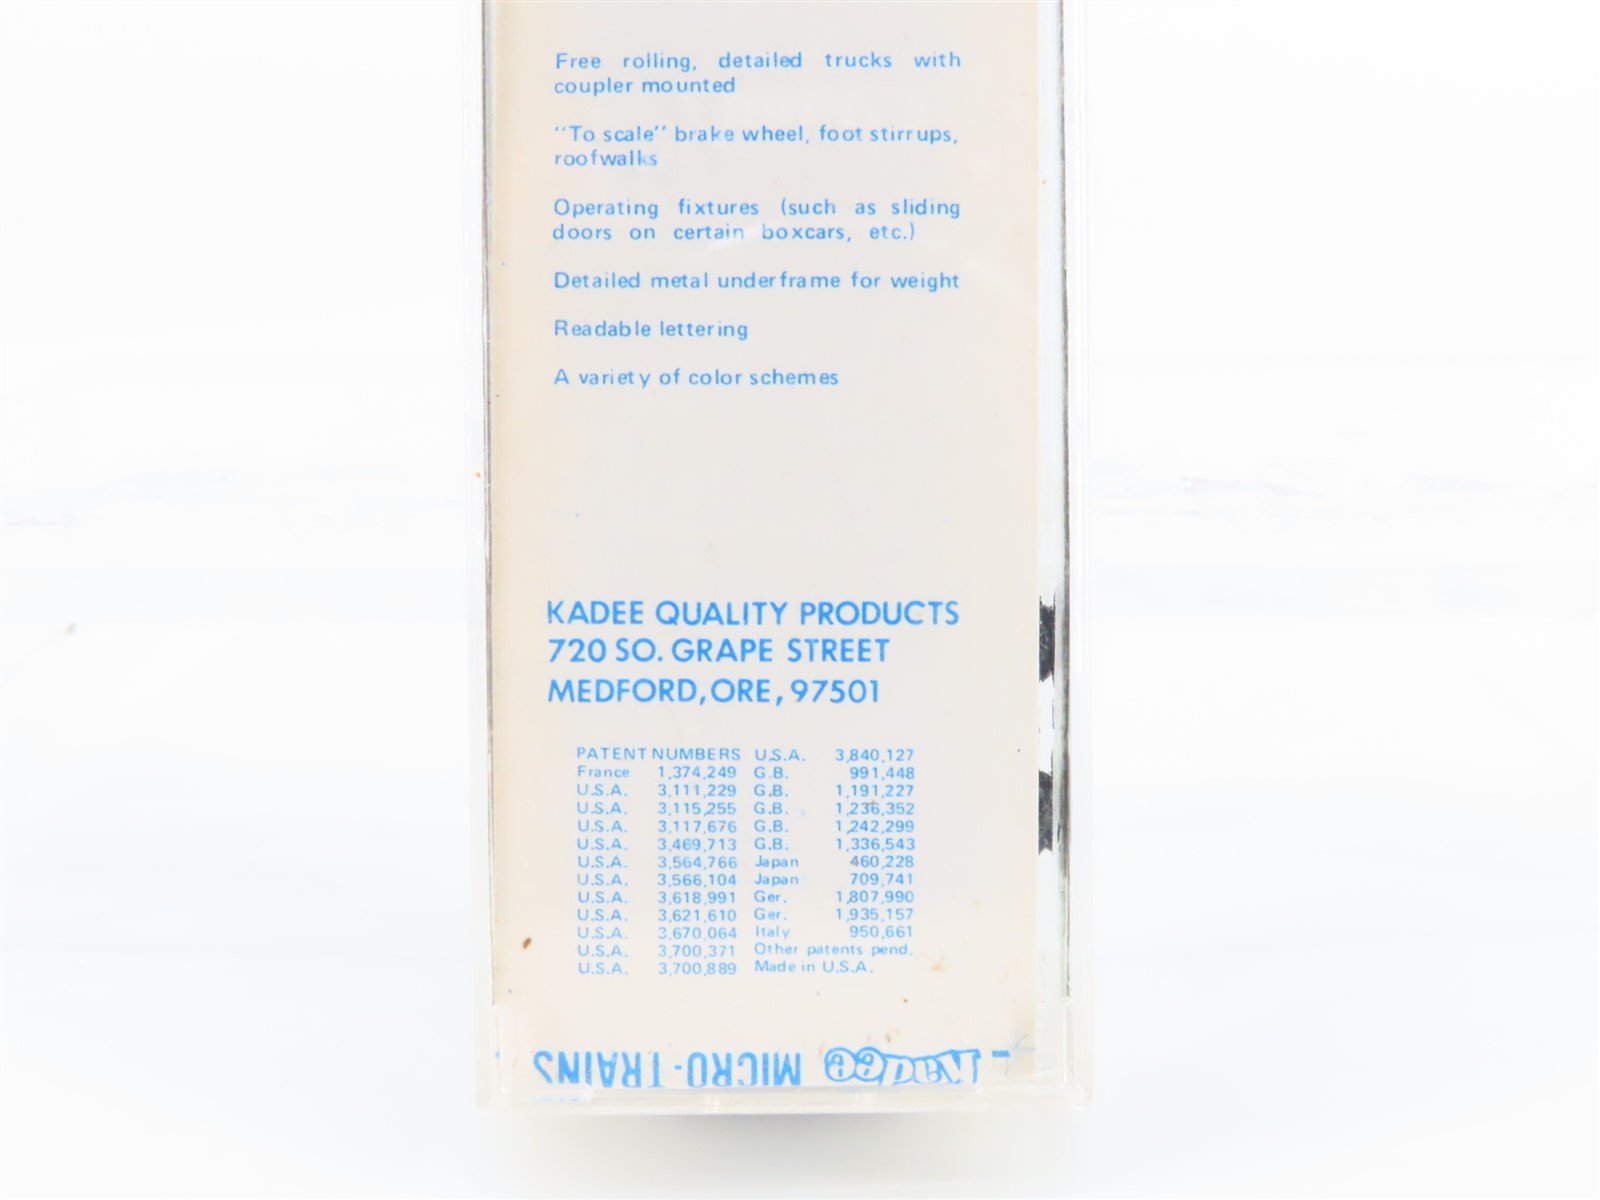 Free rolling, detailed trucks with
coupler mounted
"To scale" brake wheel, foot stirrups,
roofwalks
Operating fixtures (such as sliding
doors on certain boxcars, etc.)
Detailed metal underframe for weight
Readable lettering
A variety of color schemes
KADEE QUALITY PRODUCTS
720 SO. GRAPE STREET
MEDFORD, ORE, 97501
PATENT NUMBERS U.S.A. 3,840,127
France 1,374,249 G.B. 991,448
U.S.A. 3,111,229 G.B. 1,191,227
U.S.A. 3,115,255 G.B. 1,236,352
U.S.A. 3,117,676 G.B. 1,242,299
U.S.A. 3,469,713 G.B. 1,336,543
U.S.A. 3,564,766 Japan 460,228
U.S.A. 3,566,104 Japan 709,741
U.S.A. 3,618,991 Ger. 1,807,990
U.S.A. 3,621,610 Ger. 1,935,157
U.S.A. 3,670,064 Italy 950,661
U.S.A. 3,700,371 Other patents pend.
U.S.A. 3,700,889 Made in U.S.A.
Kadee MICRO-TRAINS